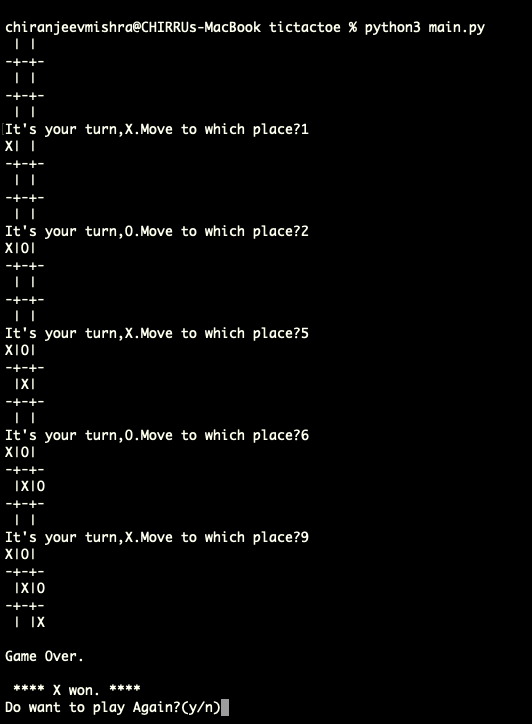 chiranjeevmishra@CHIRRUs-MacBook tictactoe % python3 main.py
 | |
-+-+-
 | |
-+-+-
 | |
It's your turn,X.Move to which place?1
X| |
-+-+-
 | |
-+-+-
 | |
It's your turn,O.Move to which place?2
X|O|
-+-+-
 | |
-+-+-
 | |
It's your turn,X.Move to which place?5
X|O|
-+-+-
 |X|
-+-+-
 | |
It's your turn,O.Move to which place?6
X|O|
-+-+-
 |X|O
-+-+-
 | |
It's your turn,X.Move to which place?9
X|O|
-+-+-
 |X|O
-+-+-
 | |X

Game Over.

 **** X won. ****
Do want to play Again?(y/n)